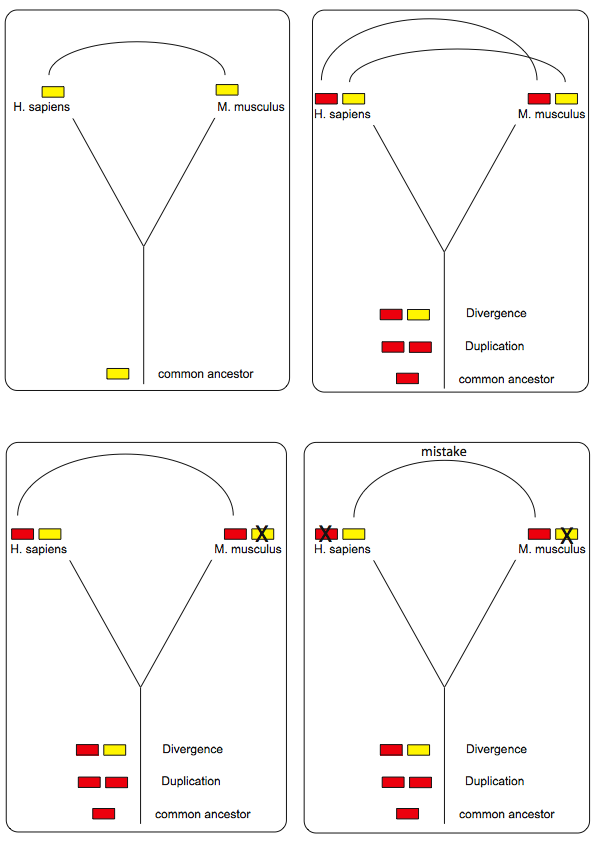 H. sapiens
M. musculus
common ancestor
H. sapiens
M. musculus
Divergence
Duplication
common ancestor
X
H. sapiens
M. musculus
Divergence
Duplication
common ancestor
mistake
X
X
H. sapiens
M. musculus
Divergence
Duplication
common ancestor